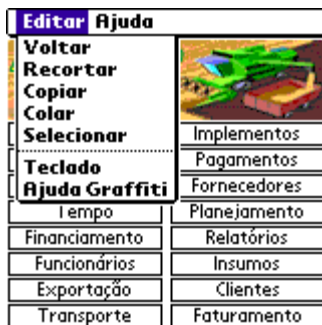 Editar Ajuda
Voltar
Recortar
Copiar
Colar
Selecionar
Teclado
Ajuda Graffiti
Implementos
Pagamentos
Fornecedores
Tempo Planejamento
Financiamento Relatórios
Funcionários Insumos
Exportação Clientes
Transporte Faturamento